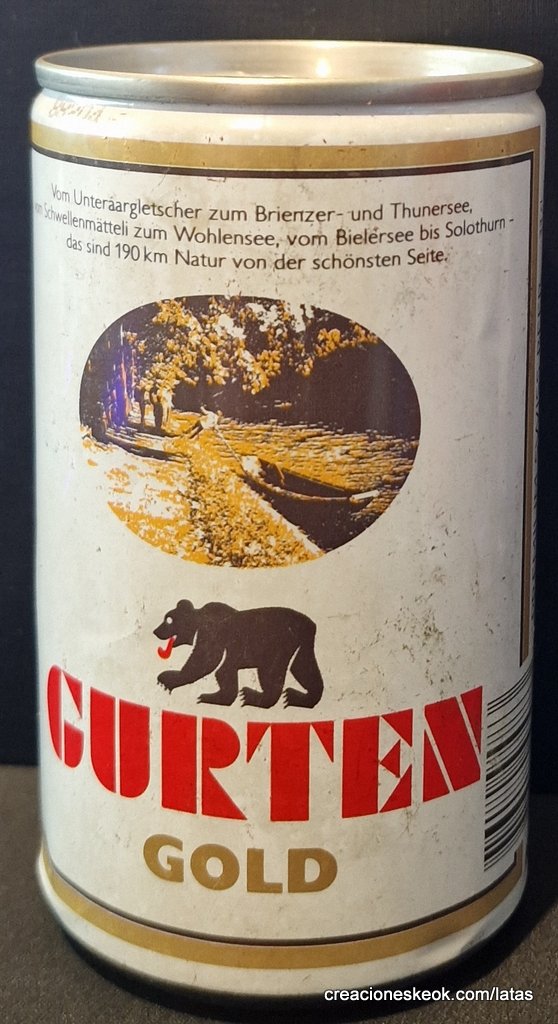 Vom Unteraargletscher zum Brienzer- und Thunersee,
vom Schwellenmätteli zum Wohlensee, vom Bielersee bis Solothurn -
das sind 190 km Natur von der schönsten Seite.
GURTEN
GOLD
creacioneskeok.com/latas